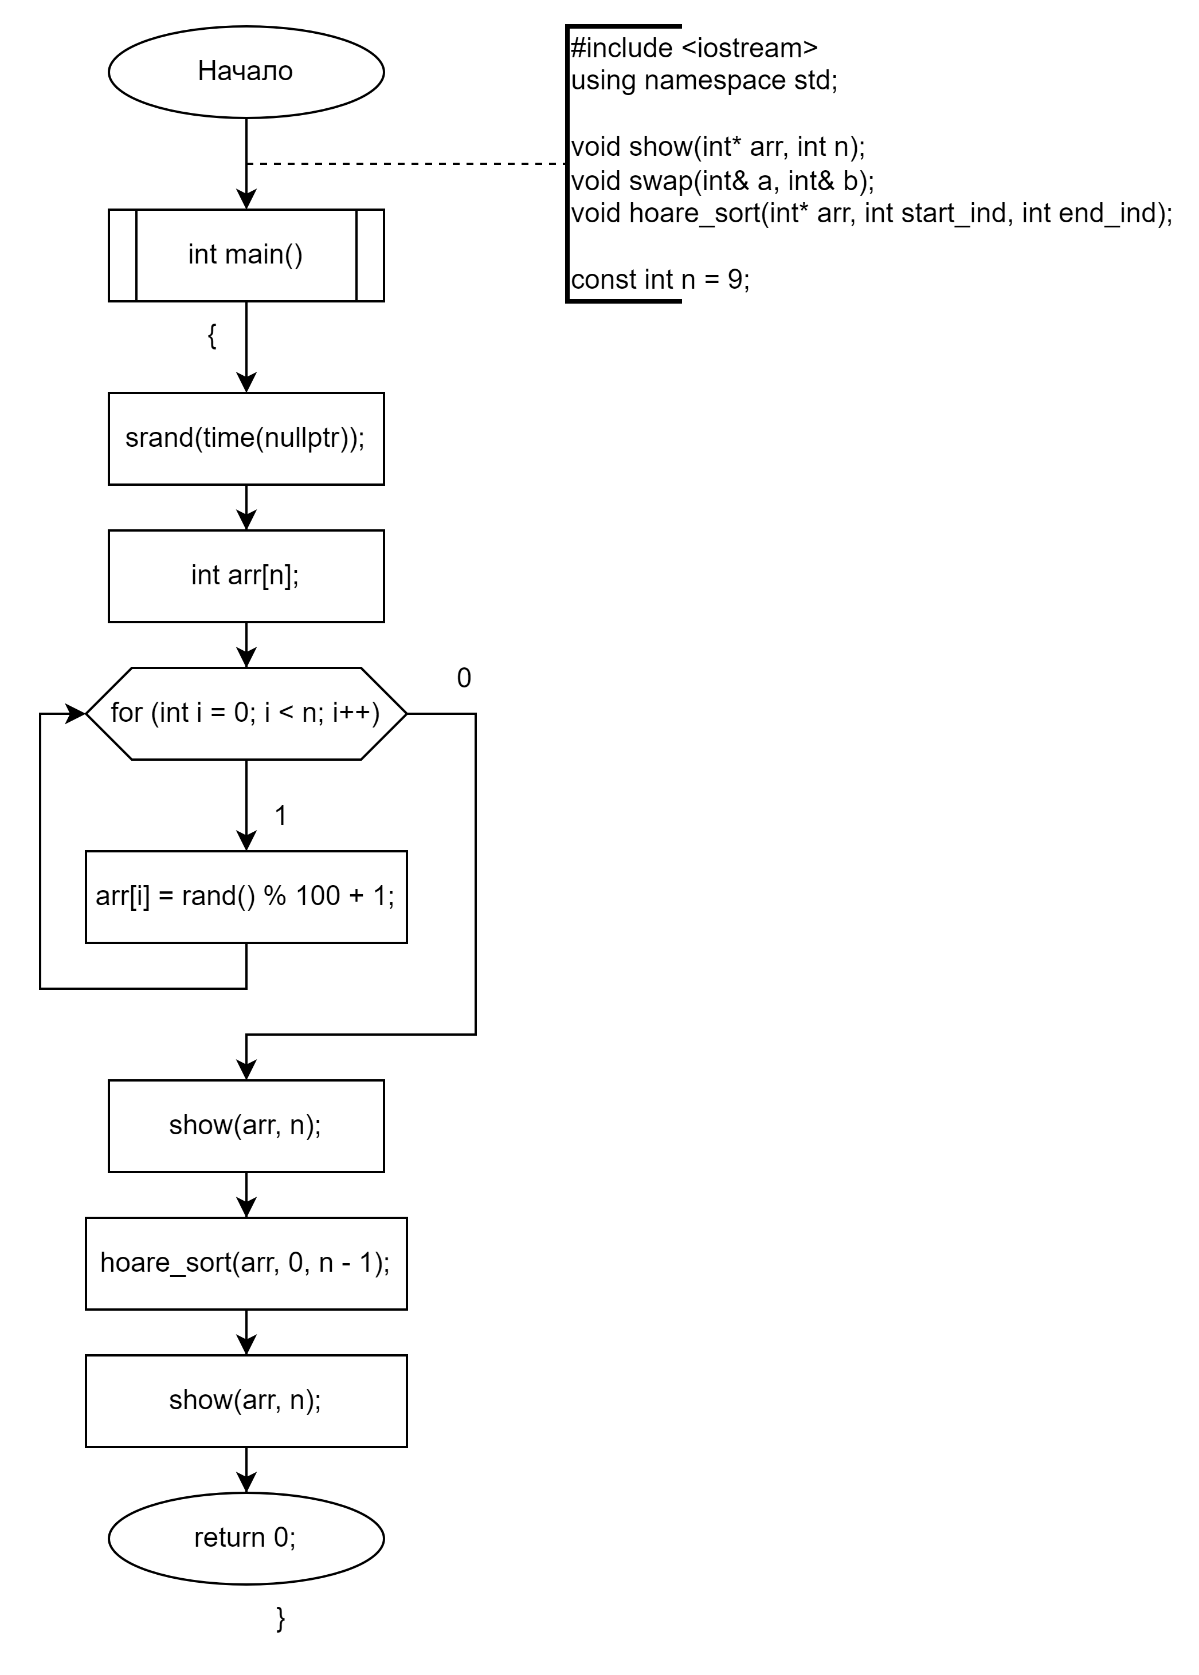 Начало
#include <iostream>
using namespace std;
void show(int* arr, int n);
void swap(int& a, int& b);
void hoare_sort(int* arr, int start_ind, int end_ind);
const int n = 9;
int main()
{
srand(time(nullptr));
int arr[n];
0
for (int i = 0; i < n; i++)
1
arr[i] = rand() % 100 + 1;
show(arr, n);
hoare_sort(arr, 0, n - 1);
show(arr, n);
return 0;
}